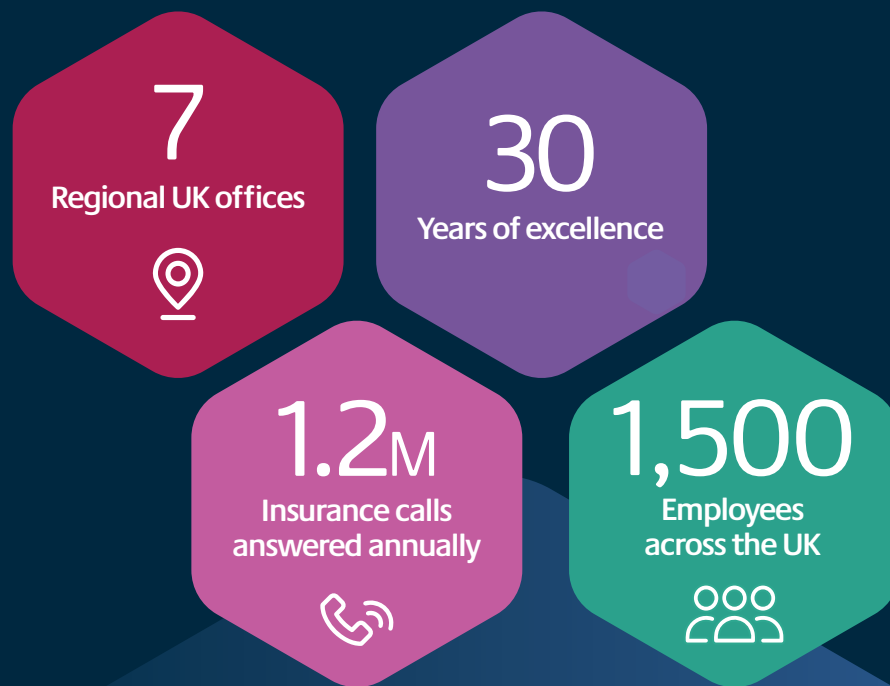 7
Regional UK offices
30
Years of excellence
1.2M
Insurance calls
answered annually
1,500
Employees
across the UK